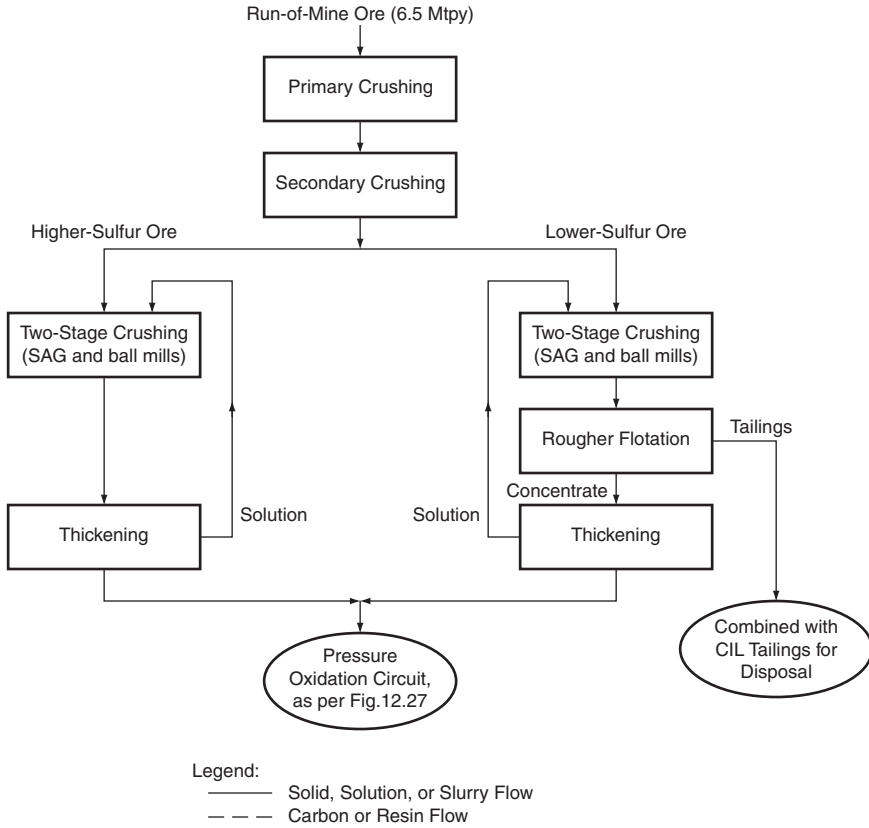 Run-of-Mine Ore (6.5 Mtpy)
Primary Crushing
Secondary Crushing
Higher-Sulfur Ore
Lower-Sulfur Ore
Two-Stage Crushing
(SAG and ball mills)
Two-Stage Crushing
(SAG and ball mills)
Rougher Flotation
Tailings
Concentrate
Thickening
Solution
Solution
Thickening
Pressure
Oxidation Circuit,
as per Fig.12.27
Combined with
CIL Tailings for
Disposal
Legend:
Solid, Solution, or Slurry Flow
Carbon or Resin Flow